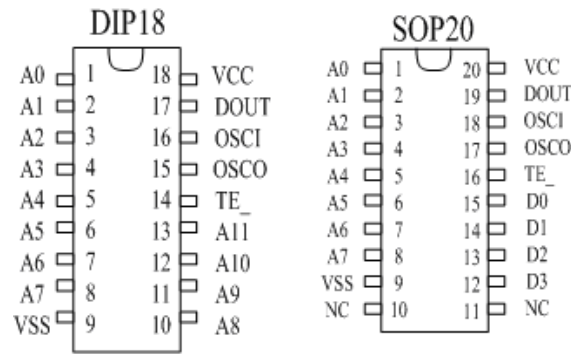 DIP18
A0 1 18 VCC
A1 2 17 DOUT
A2 3 16 OSCI
A3 4 15 OSCO
A4 5 14 TE_
A5 6 13 A11
A6 7 12 A10
A7 8 11 A9
VSS 9 10 A8
SOP20
A0 1 20 VCC
A1 2 19 DOUT
A2 3 18 OSCI
A3 4 17 OSCO
A4 5 16 TE_
A5 6 15 D0
A6 7 14 D1
A7 8 13 D2
VSS 9 12 D3
NC 10 11 NC